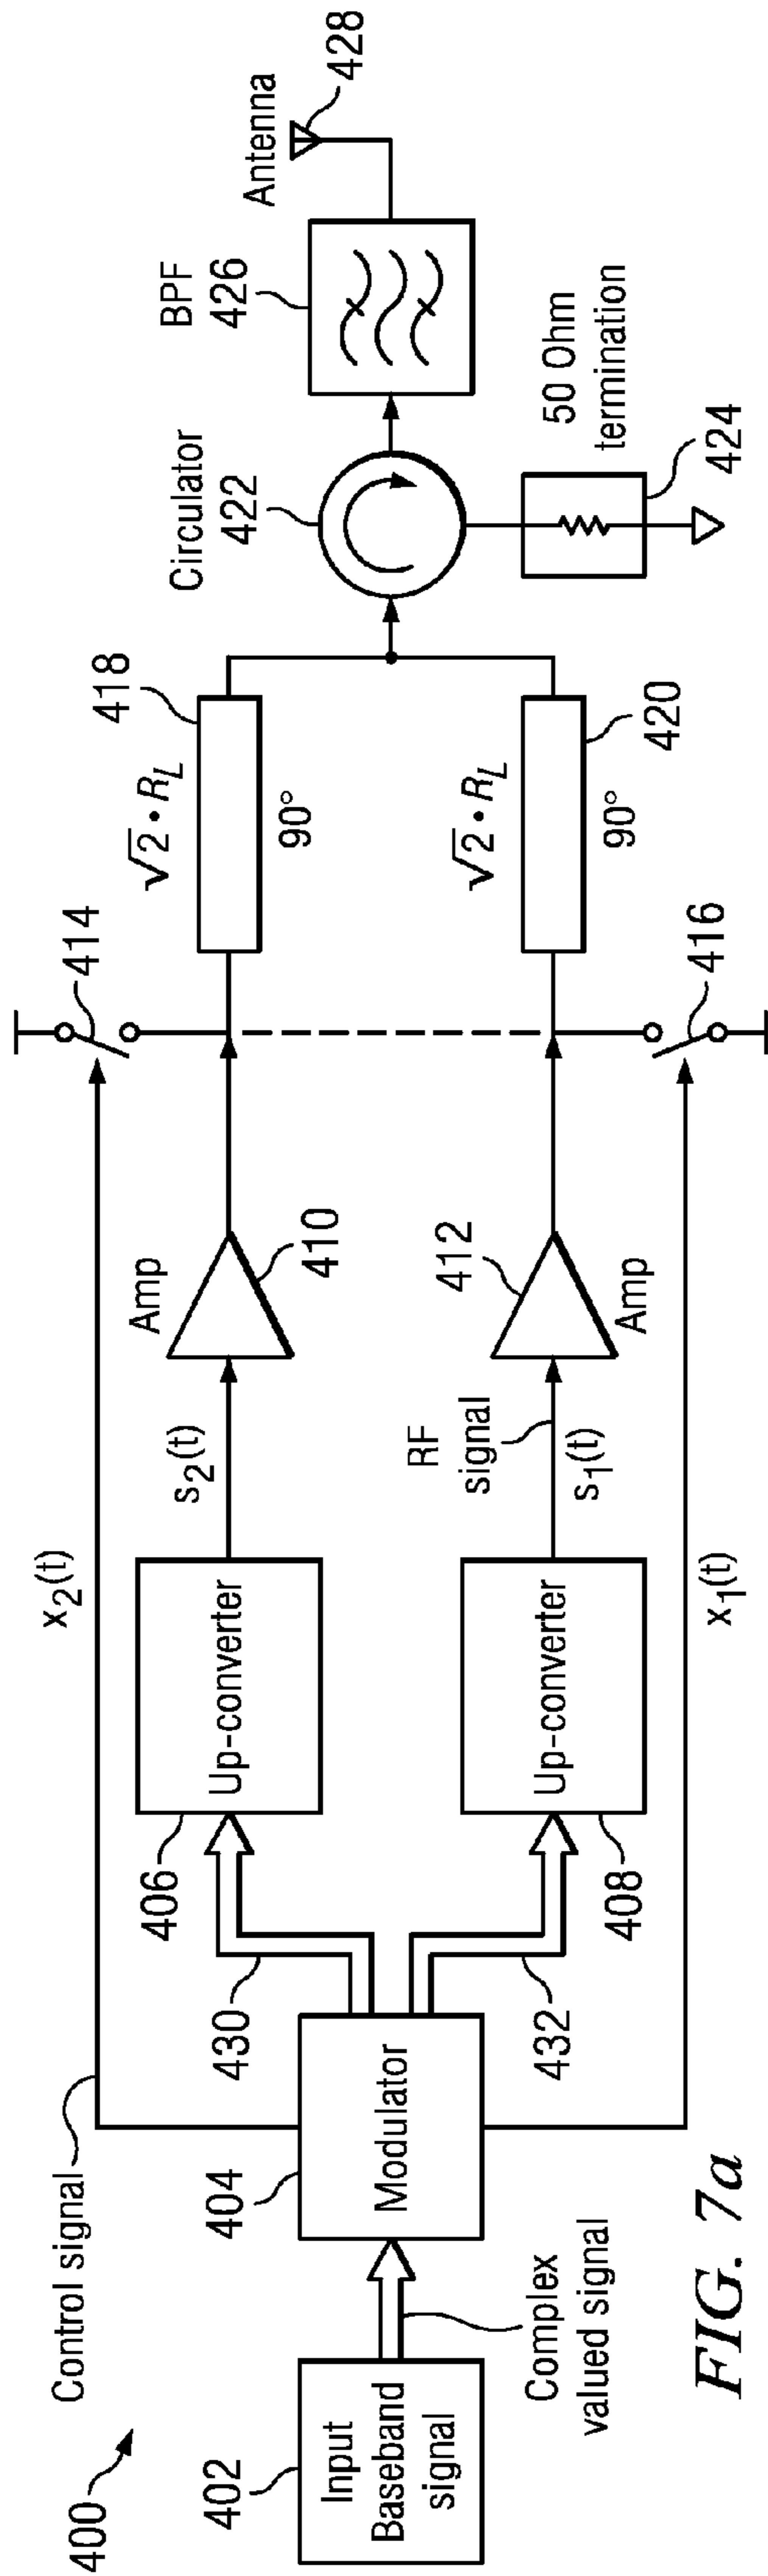 400
402
Input
Baseband
signal
Complex
valued signal
Control signal
404
Modulator
430
432
406
Up-converter
408
Up-converter
x₂(t)
s₂(t)
RF
signal
s₁(t)
x₁(t)
Amp
410
412
Amp
414
416
√2 • R_L
418
90°
√2 • R_L
420
90°
Circulator
422
50 Ohm
termination
424
BPF
426
Antenna
428
FIG. 7a